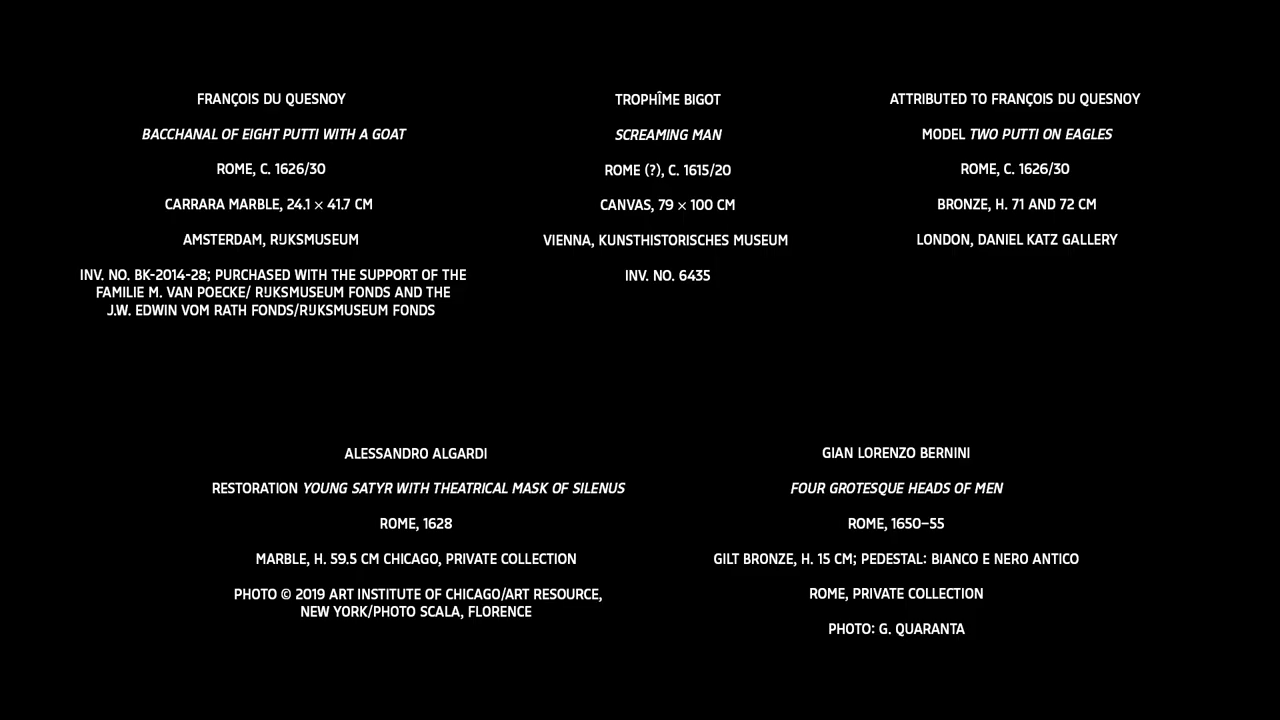 FRANÇOIS DU QUESNOY
BACCHANAL OF EIGHT PUTTI WITH A GOAT
ROME, C. 1626/30
CARRARA MARBLE, 24.1 × 41.7 CM
AMSTERDAM, RIJKSMUSEUM
INV. NO. BK-2014-28; PURCHASED WITH THE SUPPORT OF THE
FAMILIE M. VAN POECKE/ RIJKSMUSEUM FONDS AND THE
J.W. EDWIN VOM RATH FONDS/RIJKSMUSEUM FONDS
TROPHÎME BIGOT
SCREAMING MAN
ROME (?), C. 1615/20
CANVAS, 79 × 100 CM
VIENNA, KUNSTHISTORISCHES MUSEUM
INV. NO. 6435
ATTRIBUTED TO FRANÇOIS DU QUESNOY
MODEL TWO PUTTI ON EAGLES
ROME, C. 1626/30
BRONZE, H. 71 AND 72 CM
LONDON, DANIEL KATZ GALLERY
ALESSANDRO ALGARDI
RESTORATION YOUNG SATYR WITH THEATRICAL MASK OF SILENUS
ROME, 1628
MARBLE, H. 59.5 CM CHICAGO, PRIVATE COLLECTION
PHOTO © 2019 ART INSTITUTE OF CHICAGO/ART RESOURCE,
NEW YORK/PHOTO SCALA, FLORENCE
GIAN LORENZO BERNINI
FOUR GROTESQUE HEADS OF MEN
ROME, 1650–55
GILT BRONZE, H. 15 CM; PEDESTAL: BIANCO E NERO ANTICO
ROME, PRIVATE COLLECTION
PHOTO: G. QUARANTA